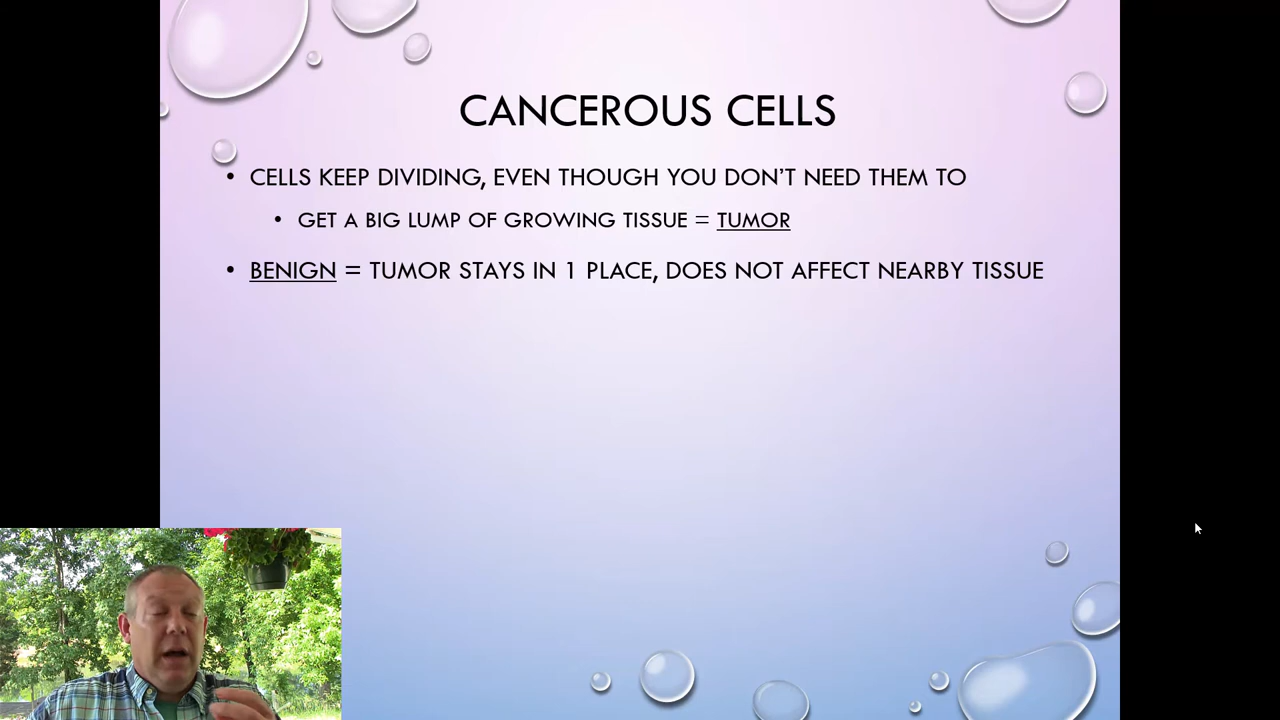 CANCEROUS CELLS
• CELLS KEEP DIVIDING, EVEN THOUGH YOU DON'T NEED THEM TO
• GET A BIG LUMP OF GROWING TISSUE = TUMOR
• BENIGN = TUMOR STAYS IN 1 PLACE, DOES NOT AFFECT NEARBY TISSUE